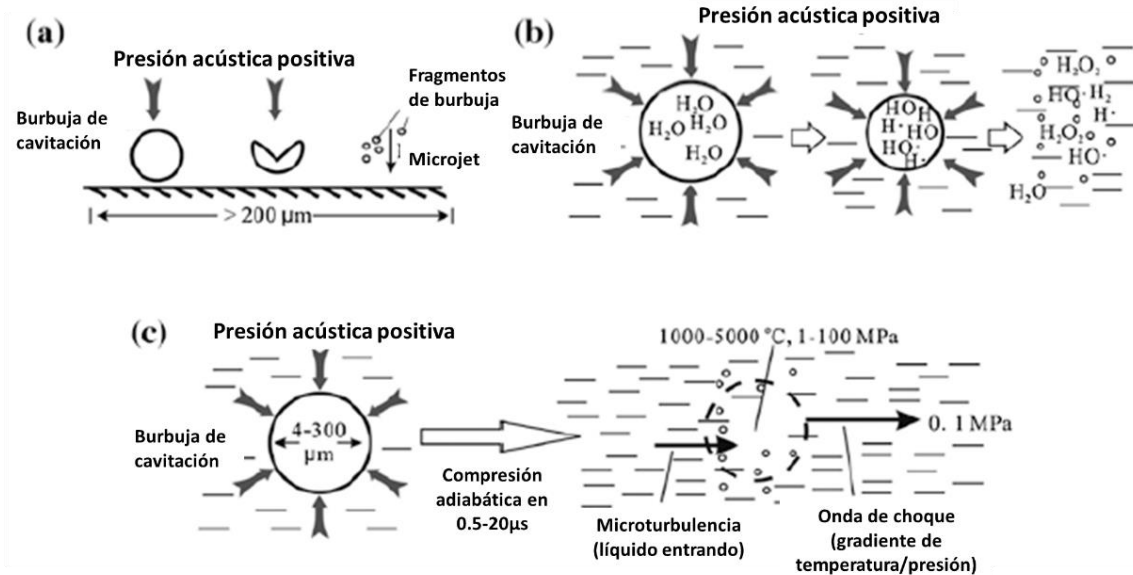 (a)
Presión acústica positiva
Burbuja de
cavitación
Fragmentos
de burbuja
Microjet
> 200 μm
(b)
Presión acústica positiva
Burbuja de
cavitación
H₂O
H₂O H₂O
H₂O
HO· H
H· HO
HO·
H·
H₂O₂
HO· H₂
H·
H₂O₂
HO·
H₂O
(c)
Presión acústica positiva
Burbuja de
cavitación
4-300
μm
Compresión
adiabática en
0.5-20μs
1000-5000 °C, 1-100 MPa
0. 1 MPa
Microturbulencia
(líquido entrando)
Onda de choque
(gradiente de
temperatura/presión)